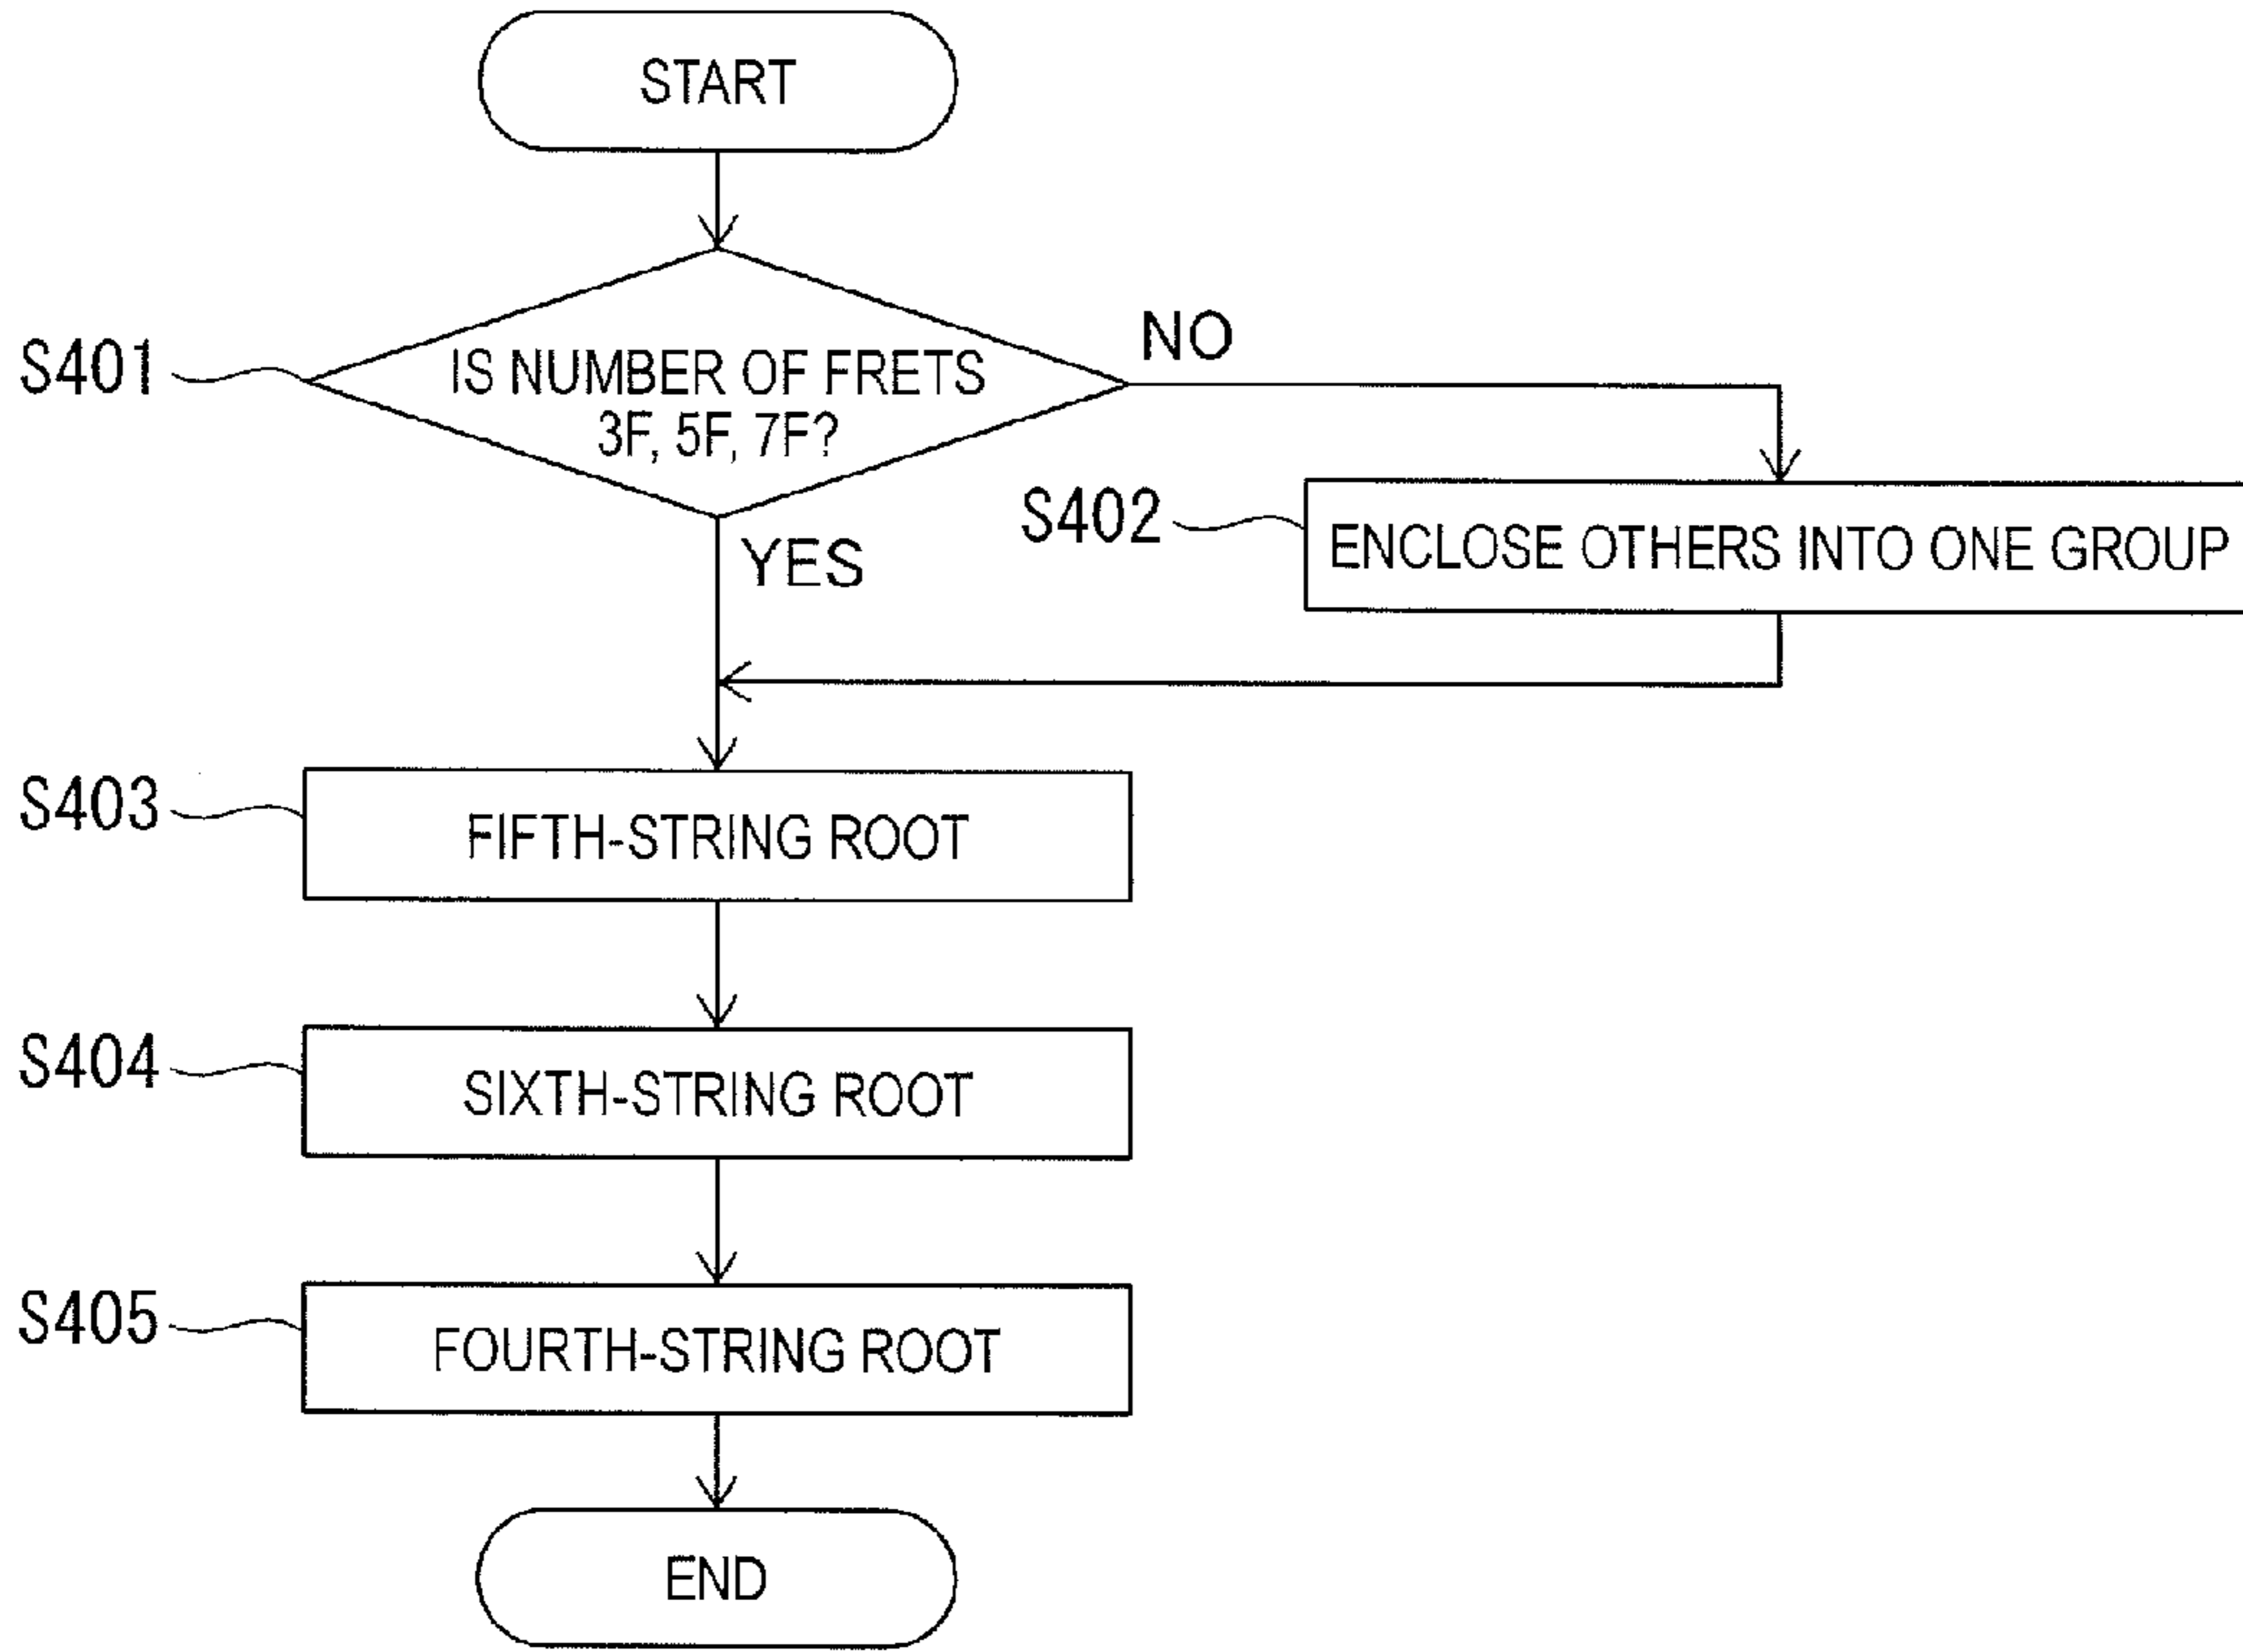 START
S401
IS NUMBER OF FRETS
3F, 5F, 7F?
NO
YES
S402
ENCLOSE OTHERS INTO ONE GROUP
S403
FIFTH-STRING ROOT
S404
SIXTH-STRING ROOT
S405
FOURTH-STRING ROOT
END